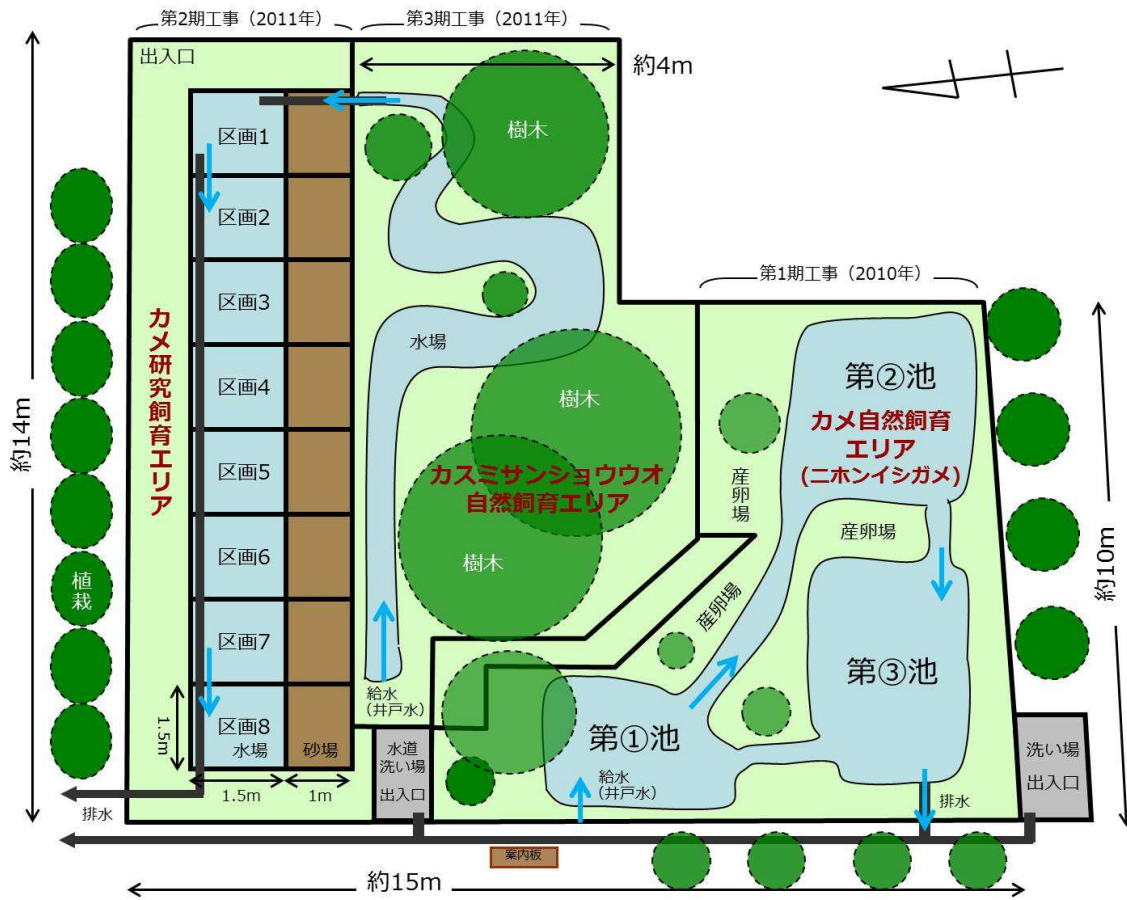 第2期工事（2011年）
第3期工事（2011年）
出入口
約4m
樹木
区画1
区画2
区画3
区画4
区画5
区画6
区画7
区画8
水場
砂場
1.5m
1.5m
1m
カメ研究飼育エリア
約14m
植栽
排水
水場
樹木
カスミサンショウウオ
自然飼育エリア
樹木
給水
（井戸水）
水道
洗い場
出入口
第1期工事（2010年）
第②池
カメ自然飼育
エリア
(ニホンイシガメ)
産卵場
産卵場
産卵場
第③池
第①池
給水
（井戸水）
排水
洗い場
出入口
約10m
案内板
約15m